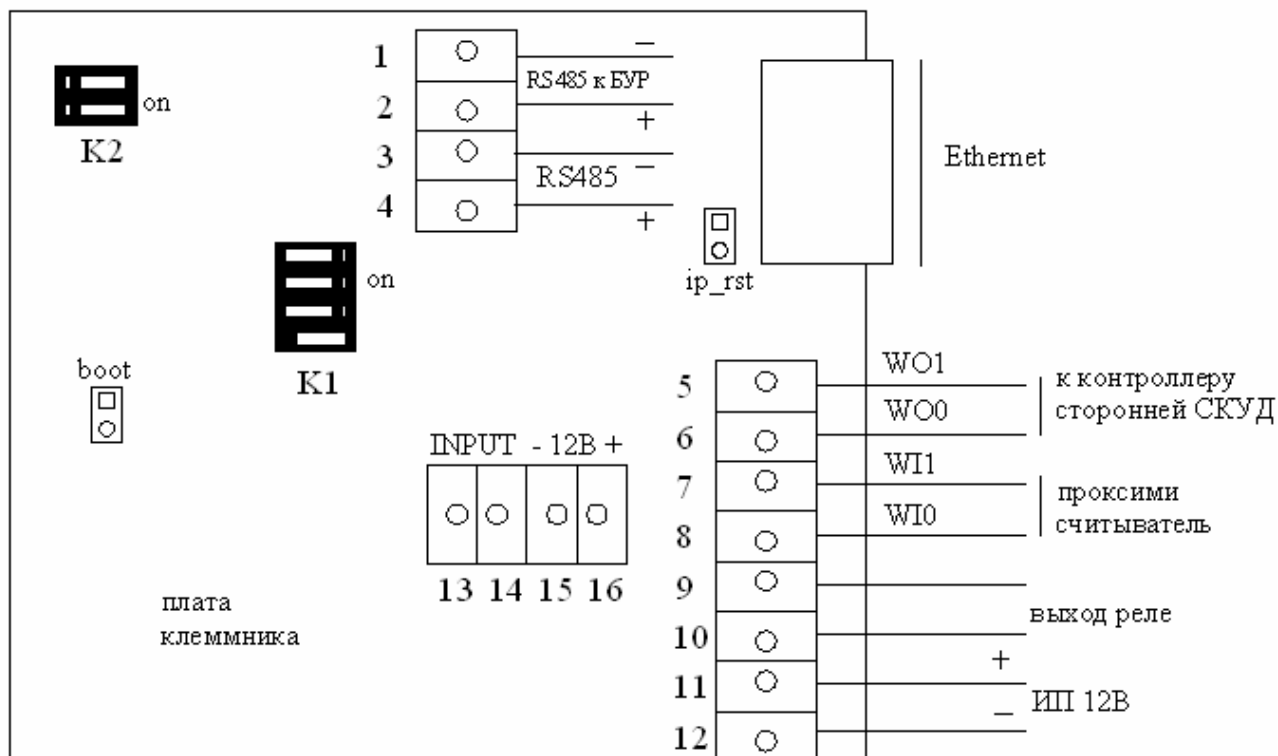 1
–
RS485 к БУР
2
+
on
K2
3
–
RS485
4
+
Ethernet
ip_rst
on
K1
boot
5
WO1
к контроллеру
сторонней СКУД
WO0
6
INPUT - 12В +
WI1
7
проксими
считыватель
WI0
8
13 14 15 16
9
плата
клеммника
выход реле
10
+
11
– ИП 12В
12